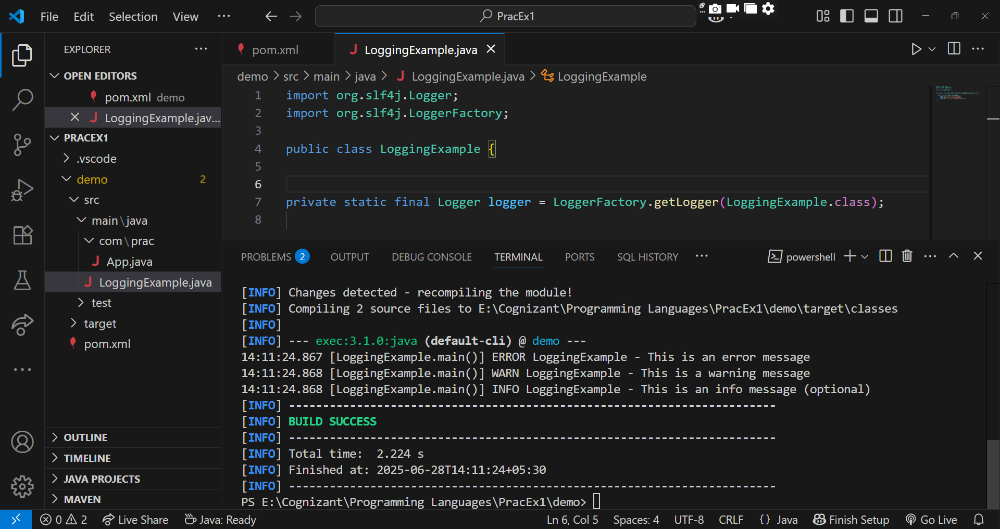 File Edit Selection View ... PracEx1
EXPLORER ...
OPEN EDITORS
pom.xml demo
LoggingExample.jav...
PRACEX1
.vscode
demo 2
src
main\java
com\prac
App.java
LoggingExample.java
test
target
pom.xml
OUTLINE
TIMELINE
JAVA PROJECTS
MAVEN
pom.xml LoggingExample.java
demo > src > main > java > LoggingExample.java > LoggingExample
1 import org.slf4j.Logger;
2 import org.slf4j.LoggerFactory;
3
4 public class LoggingExample {
5
6
7 private static final Logger logger = LoggerFactory.getLogger(LoggingExample.class);
8
PROBLEMS 2 OUTPUT DEBUG CONSOLE TERMINAL PORTS SQL HISTORY ... powershell
[INFO] Changes detected - recompiling the module!
[INFO] Compiling 2 source files to E:\Cognizant\Programming Languages\PracEx1\demo\target\classes
[INFO]
[INFO] --- exec:3.1.0:java (default-cli) @ demo ---
14:11:24.867 [LoggingExample.main()] ERROR LoggingExample - This is an error message
14:11:24.868 [LoggingExample.main()] WARN LoggingExample - This is a warning message
14:11:24.868 [LoggingExample.main()] INFO LoggingExample - This is an info message (optional)
[INFO] ------------------------------------------------------------------------
[INFO] BUILD SUCCESS
[INFO] ------------------------------------------------------------------------
[INFO] Total time:  2.224 s
[INFO] Finished at: 2025-06-28T14:11:24+05:30
[INFO] ------------------------------------------------------------------------
PS E:\Cognizant\Programming Languages\PracEx1\demo>
0 2 Live Share Java: Ready Ln 6, Col 5 Spaces: 4 UTF-8 CRLF {} Java Finish Setup Go Live